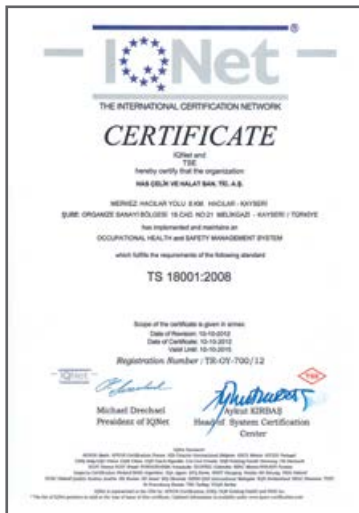 IQNet
®
THE INTERNATIONAL CERTIFICATION NETWORK
CERTIFICATE
IQNet and
TSE
hereby certify that the organization
HAS ÇELİK VE HALAT SAN. TİC. A.Ş.
MERKEZ: HACILAR YOLU 8.KM HACILAR - KAYSERİ
ŞUBE: ORGANİZE SANAYİ BÖLGESİ 18.CAD. NO:21 MELİKGAZİ - KAYSERİ / TÜRKİYE
has implemented and maintains an
OCCUPATIONAL HEALTH and SAFETY MANAGEMENT SYSTEM
which fulfills the requirements of the following standard
TS 18001:2008
Scope of the certificate is given in annex
Date of Revision: 10-10-2012
Date of Certificate: 10-10-2012
Valid Until: 10-10-2015
Registration Number : TR-OY-700/12
IQNet
TSE
Michael Drechsel
President of IQNet
Aykut KIRBAŞ
Head of System Certification
Center